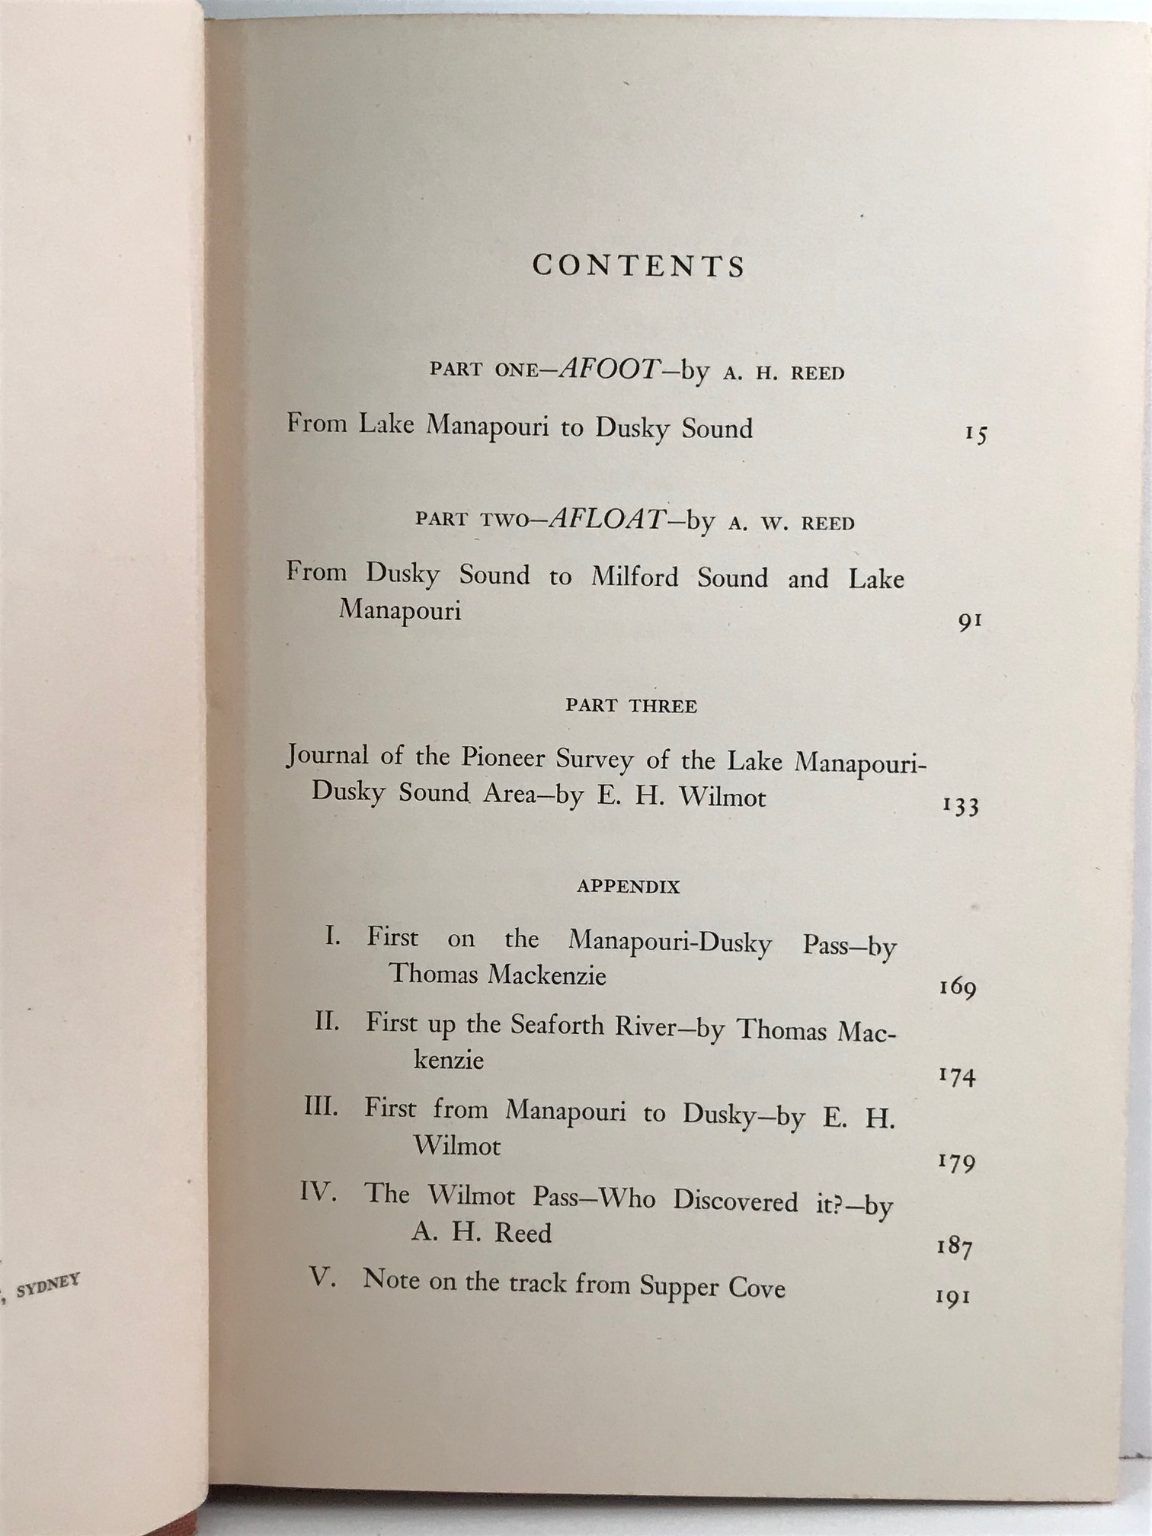 CONTENTS
PART ONE—AFOOT—by A. H. REED
From Lake Manapouri to Dusky Sound 15
PART TWO—AFLOAT—by A. W. REED
From Dusky Sound to Milford Sound and Lake
Manapouri 91
PART THREE
Journal of the Pioneer Survey of the Lake Manapouri-
Dusky Sound Area—by E. H. Wilmot 133
APPENDIX
I. First on the Manapouri-Dusky Pass—by
Thomas Mackenzie 169
II. First up the Seaforth River—by Thomas Mac-
kenzie 174
III. First from Manapouri to Dusky—by E. H.
Wilmot 179
IV. The Wilmot Pass—Who Discovered it?—by
A. H. Reed 187
V. Note on the track from Supper Cove 191
, SYDNEY